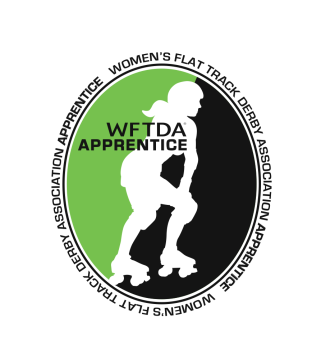 WOMEN'S FLAT TRACK DERBY ASSOCIATION APPRENTICE
WOMEN'S FLAT TRACK DERBY ASSOCIATION APPRENTICE
WFTDA
APPRENTICE